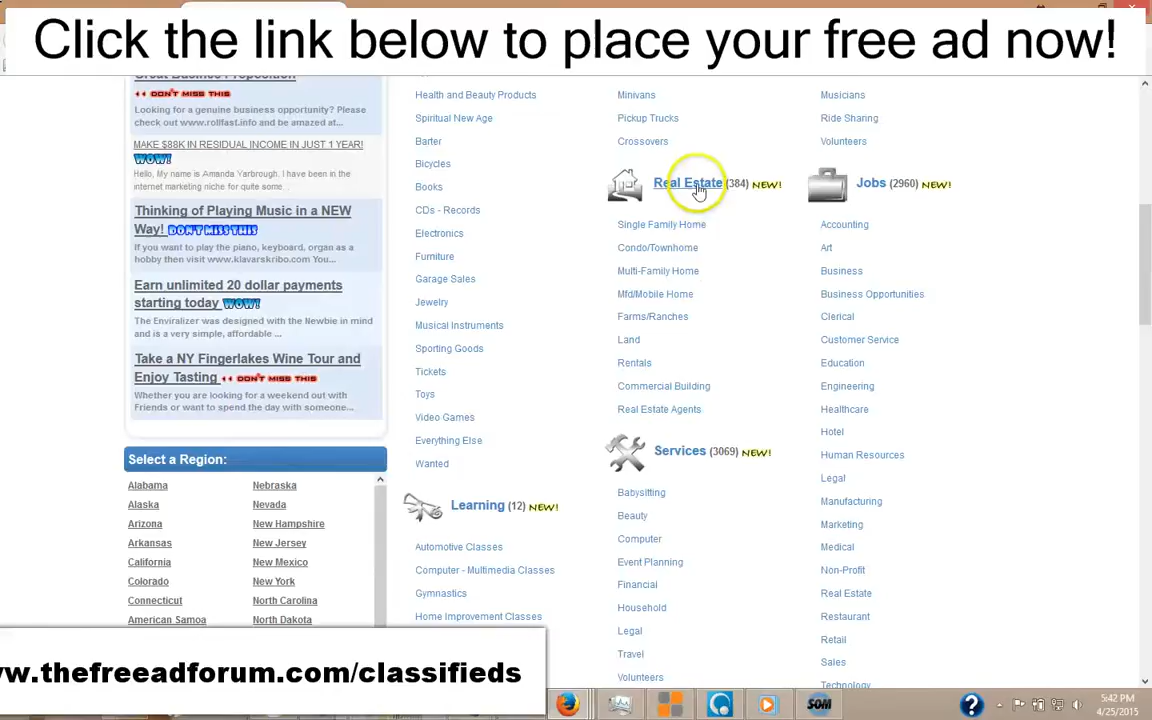 Click the link below to place your free ad now!
Great Business Proposition
DON'T MISS THIS
Looking for a genuine business opportunity? Please
check out www.rollfast.info and be amazed at...
MAKE $88K IN RESIDUAL INCOME IN JUST 1 YEAR!
WOW!
Hello, My name is Amanda Yarbrough. I have been in the
internet marketing niche for quite some...
Thinking of Playing Music in a NEW
Way! DON'T MISS THIS
If you want to play the piano, keyboard, organ as a
hobby then visit www.klavarskribo.com You...
Earn unlimited 20 dollar payments
starting today WOW!
The Enviralizer was designed with the Newbie in mind
and is a very simple, affordable ...
Take a NY Fingerlakes Wine Tour and
Enjoy Tasting DON'T MISS THIS
Whether you are looking for a weekend out with
Friends or want to spend the day with someone...
Select a Region:
Alabama
Alaska
Arizona
Arkansas
California
Colorado
Connecticut
American Samoa
Nebraska
Nevada
New Hampshire
New Jersey
New Mexico
New York
North Carolina
North Dakota
Health and Beauty Products
Spiritual New Age
Barter
Bicycles
Books
CDs - Records
Electronics
Furniture
Garage Sales
Jewelry
Musical Instruments
Sporting Goods
Tickets
Toys
Video Games
Everything Else
Wanted
Learning (12) NEW!
Automotive Classes
Computer - Multimedia Classes
Gymnastics
Home Improvement Classes
Minivans
Pickup Trucks
Crossovers
Real Estate (384) NEW!
Single Family Home
Condo/Townhome
Multi-Family Home
Mfd/Mobile Home
Farms/Ranches
Land
Rentals
Commercial Building
Real Estate Agents
Services (3069) NEW!
Babysitting
Beauty
Computer
Event Planning
Financial
Household
Legal
Travel
Volunteers
Musicians
Ride Sharing
Volunteers
Jobs (2960) NEW!
Accounting
Art
Business
Business Opportunities
Clerical
Customer Service
Education
Engineering
Healthcare
Hotel
Human Resources
Legal
Manufacturing
Marketing
Medical
Non-Profit
Real Estate
Restaurant
Retail
Sales
Technology
w.thefreeadforum.com/classifieds
SOM
5:42 PM
4/25/2015